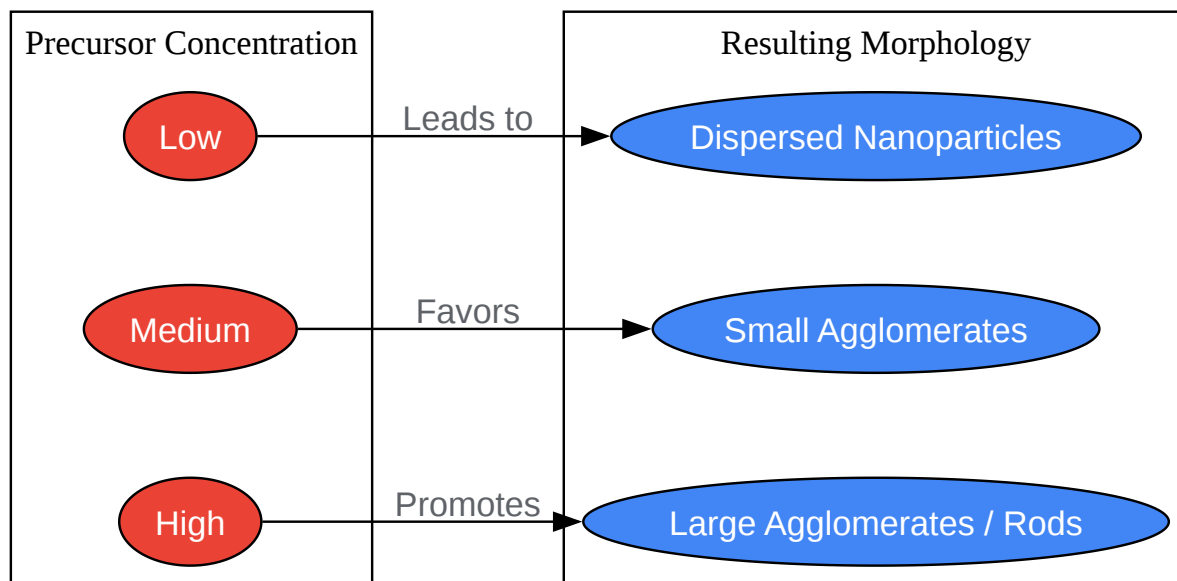 Precursor Concentration
Resulting Morphology
Low
Leads to
Dispersed Nanoparticles
Medium
Favors
Small Agglomerates
High
Promotes
Large Agglomerates / Rods